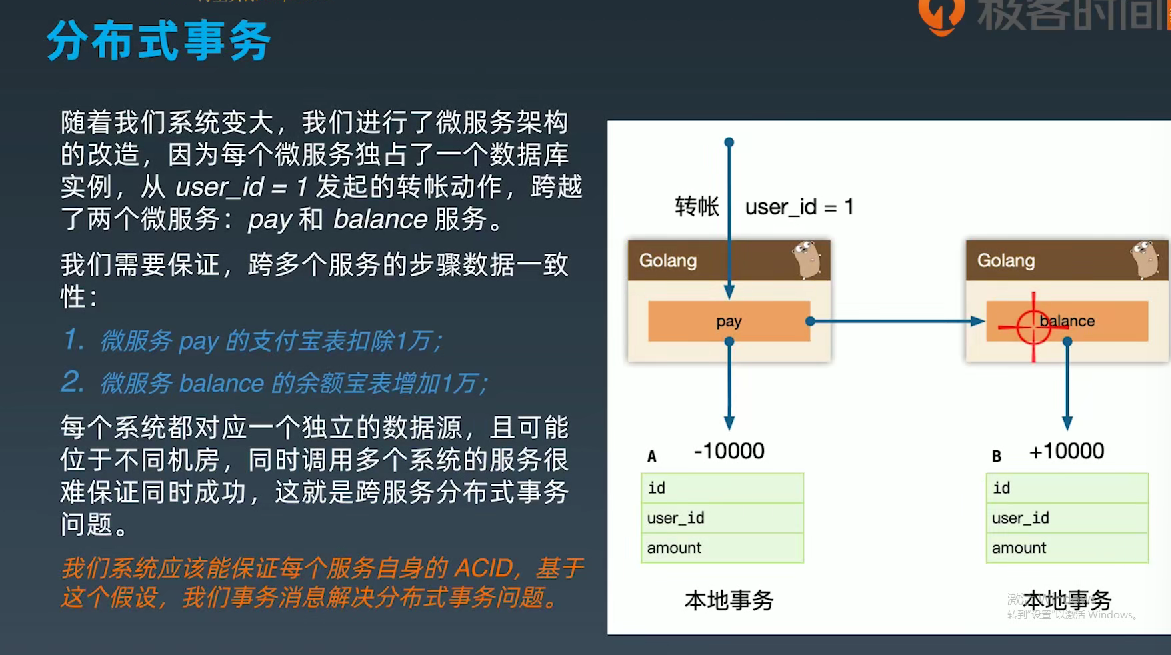 极客时间
分布式事务
随着我们系统变大，我们进行了微服务架构
的改造，因为每个微服务独占了一个数据库
实例，从 user_id = 1 发起的转帐动作，跨越
了两个微服务：pay 和 balance 服务。
我们需要保证，跨多个服务的步骤数据一致
性：
1. 微服务 pay 的支付宝表扣除1万；
2. 微服务 balance 的余额宝表增加1万；
每个系统都对应一个独立的数据源，且可能
位于不同机房，同时调用多个系统的服务很
难保证同时成功，这就是跨服务分布式事务
问题。
我们系统应该能保证每个服务自身的 ACID，基于
这个假设，我们事务消息解决分布式事务问题。
转帐 user_id = 1
Golang
pay
Golang
balance
A -10000
id
user_id
amount
本地事务
B +10000
id
user_id
amount
本地事务
转到"设置"以激活 Windows。